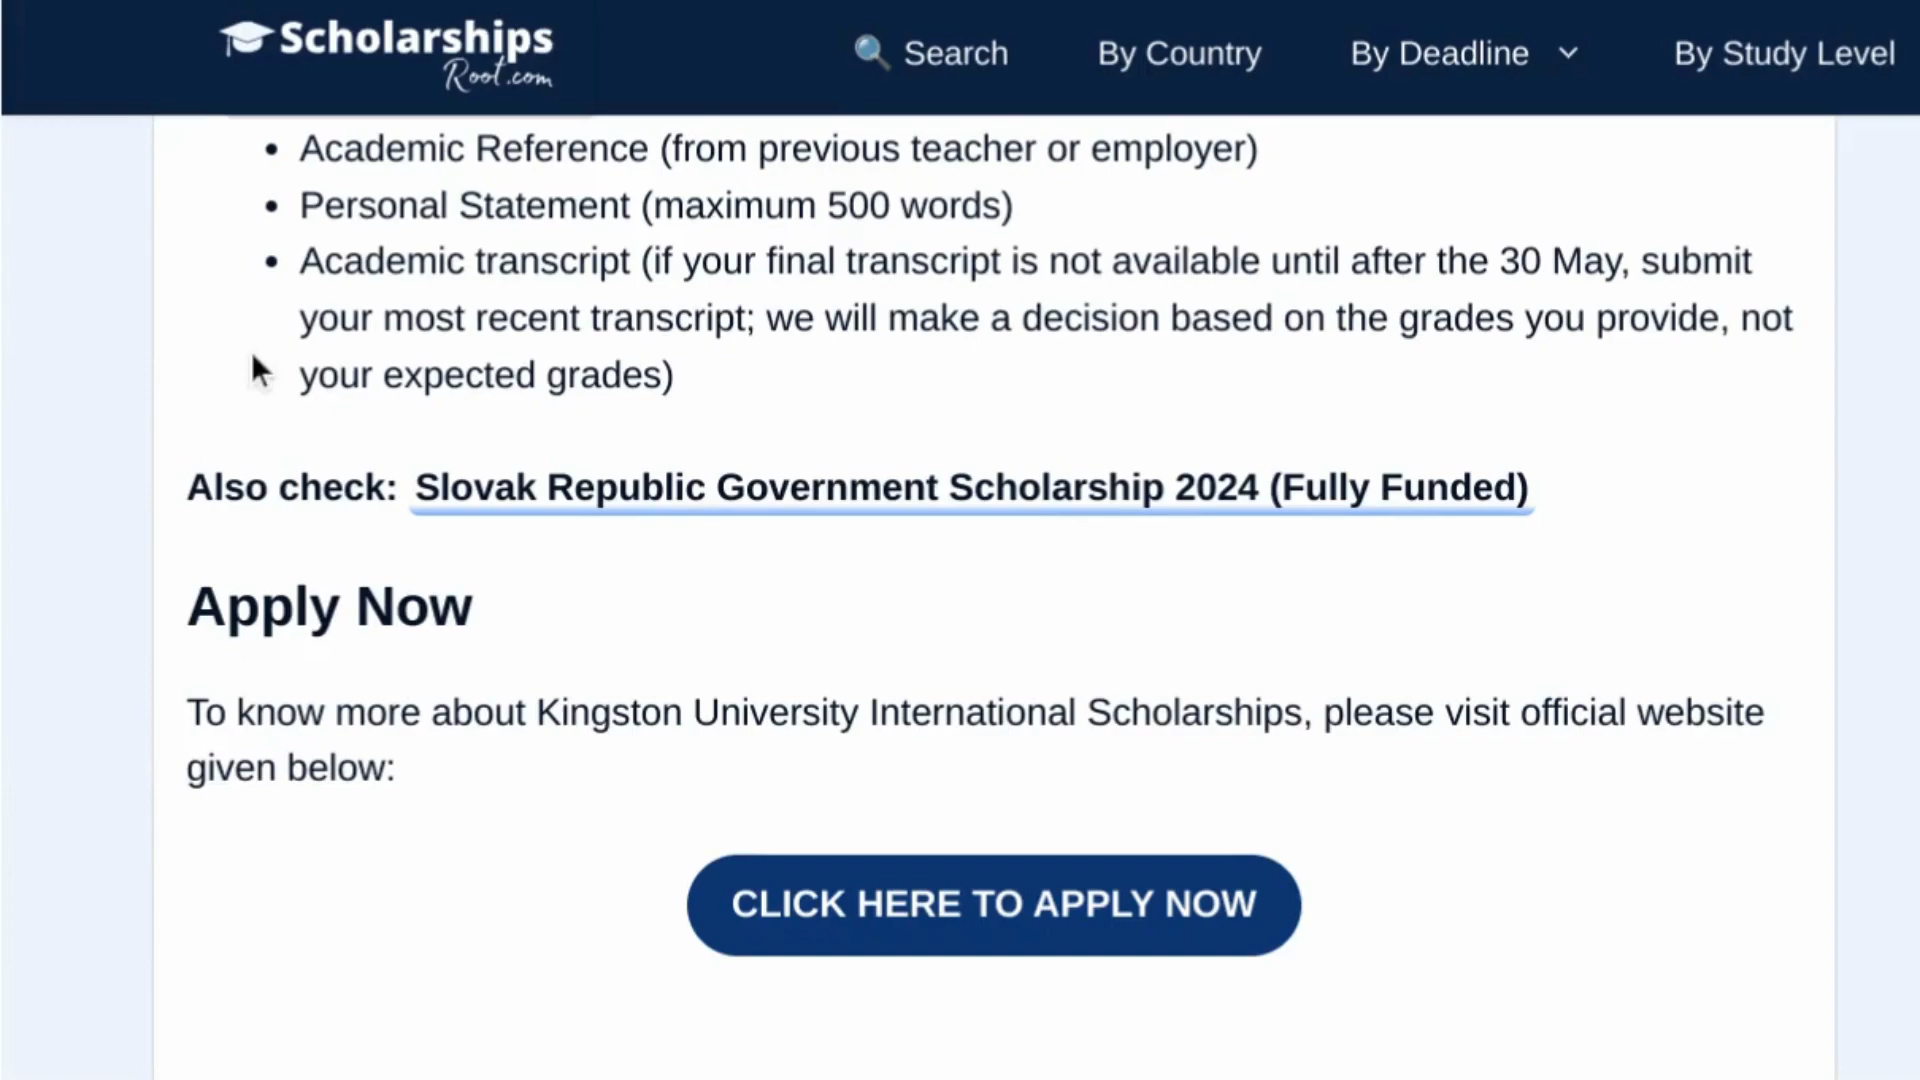 Scholarships
Root.com
🔍 Search
By Country
By Deadline
By Study Level
• Academic Reference (from previous teacher or employer)
• Personal Statement (maximum 500 words)
• Academic transcript (if your final transcript is not available until after the 30 May, submit
your most recent transcript; we will make a decision based on the grades you provide, not
your expected grades)
Also check: Slovak Republic Government Scholarship 2024 (Fully Funded)
Apply Now
To know more about Kingston University International Scholarships, please visit official website
given below:
CLICK HERE TO APPLY NOW